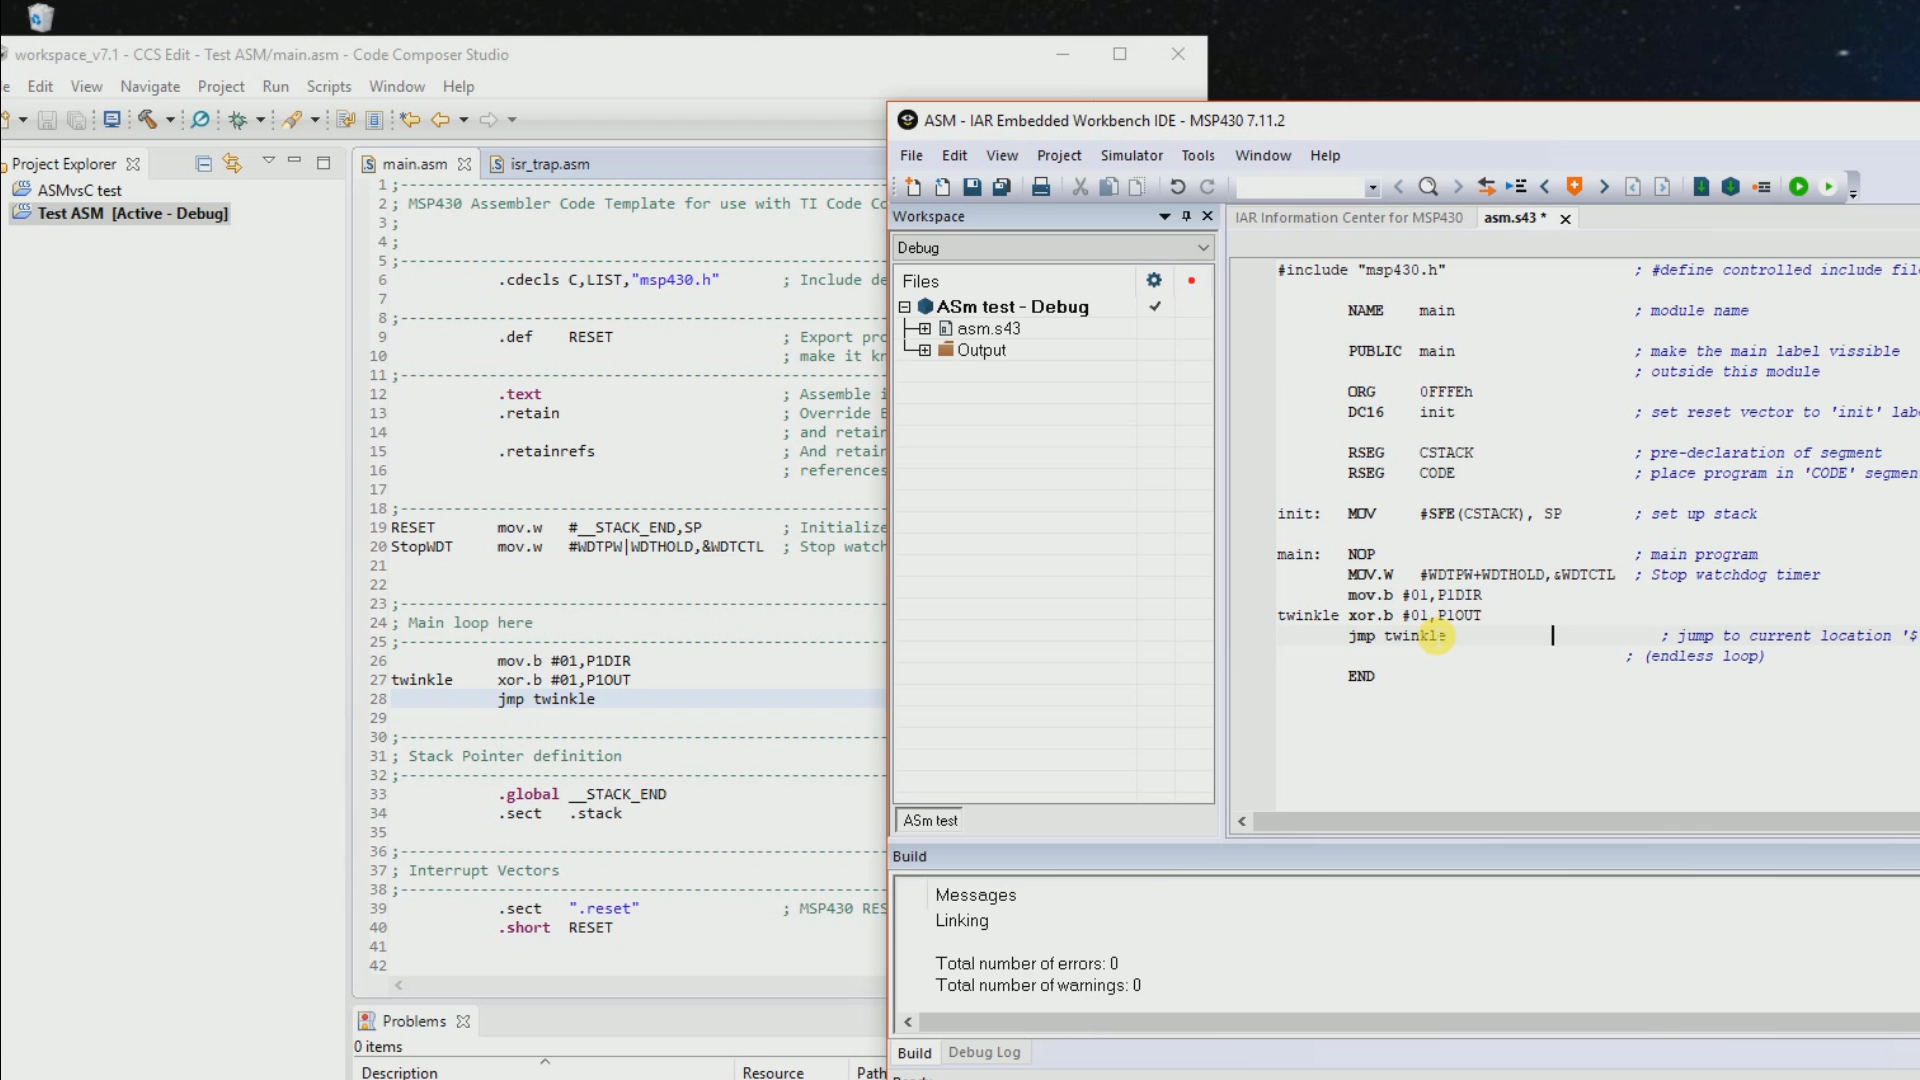 workspace_v7.1 - CCS Edit - Test ASM/main.asm - Code Composer Studio
Edit View Navigate Project Run Scripts Window Help
Project Explorer
ASMvsC test
Test ASM [Active - Debug]
main.asm
isr_trap.asm
1 ;-------------------------------------------------------
2 ; MSP430 Assembler Code Template for use with TI Code Co
3 ;
4 ;
5 ;-------------------------------------------------------
6 .cdecls C,LIST,"msp430.h" ; Include de
7
8 ;-------------------------------------------------------
9 .def RESET ; Export pro
10 ; make it kn
11 ;-------------------------------------------------------
12 .text ; Assemble i
13 .retain ; Override E
14 ; and retain
15 .retainrefs ; And retain
16 ; references
17
18 ;-------------------------------------------------------
19 RESET mov.w #__STACK_END,SP ; Initialize
20 StopWDT mov.w #WDTPW|WDTHOLD,&WDTCTL ; Stop watch
21
22
23 ;-------------------------------------------------------
24 ; Main loop here
25 ;-------------------------------------------------------
26 mov.b #01,P1DIR
27 twinkle xor.b #01,P1OUT
28 jmp twinkle
29
30 ;-------------------------------------------------------
31 ; Stack Pointer definition
32 ;-------------------------------------------------------
33 .global __STACK_END
34 .sect .stack
35
36 ;-------------------------------------------------------
37 ; Interrupt Vectors
38 ;-------------------------------------------------------
39 .sect ".reset" ; MSP430 RES
40 .short RESET
41
42
Problems
0 items
Description Resource Path
ASM - IAR Embedded Workbench IDE - MSP430 7.11.2
File Edit View Project Simulator Tools Window Help
Workspace
Debug
Files
ASm test - Debug
asm.s43
Output
ASm test
IAR Information Center for MSP430
asm.s43 *
#include "msp430.h" ; #define controlled include file
NAME main ; module name
PUBLIC main ; make the main label vissible
; outside this module
ORG 0FFFEh
DC16 init ; set reset vector to 'init' labe
RSEG CSTACK ; pre-declaration of segment
RSEG CODE ; place program in 'CODE' segment
init: MOV #SFE(CSTACK), SP ; set up stack
main: NOP ; main program
MOV.W #WDTPW+WDTHOLD,&WDTCTL ; Stop watchdog timer
mov.b #01,P1DIR
twinkle xor.b #01,P1OUT
jmp twinkle ; jump to current location '$
; (endless loop)
END
Build
Messages
Linking
Total number of errors: 0
Total number of warnings: 0
Build
Debug Log